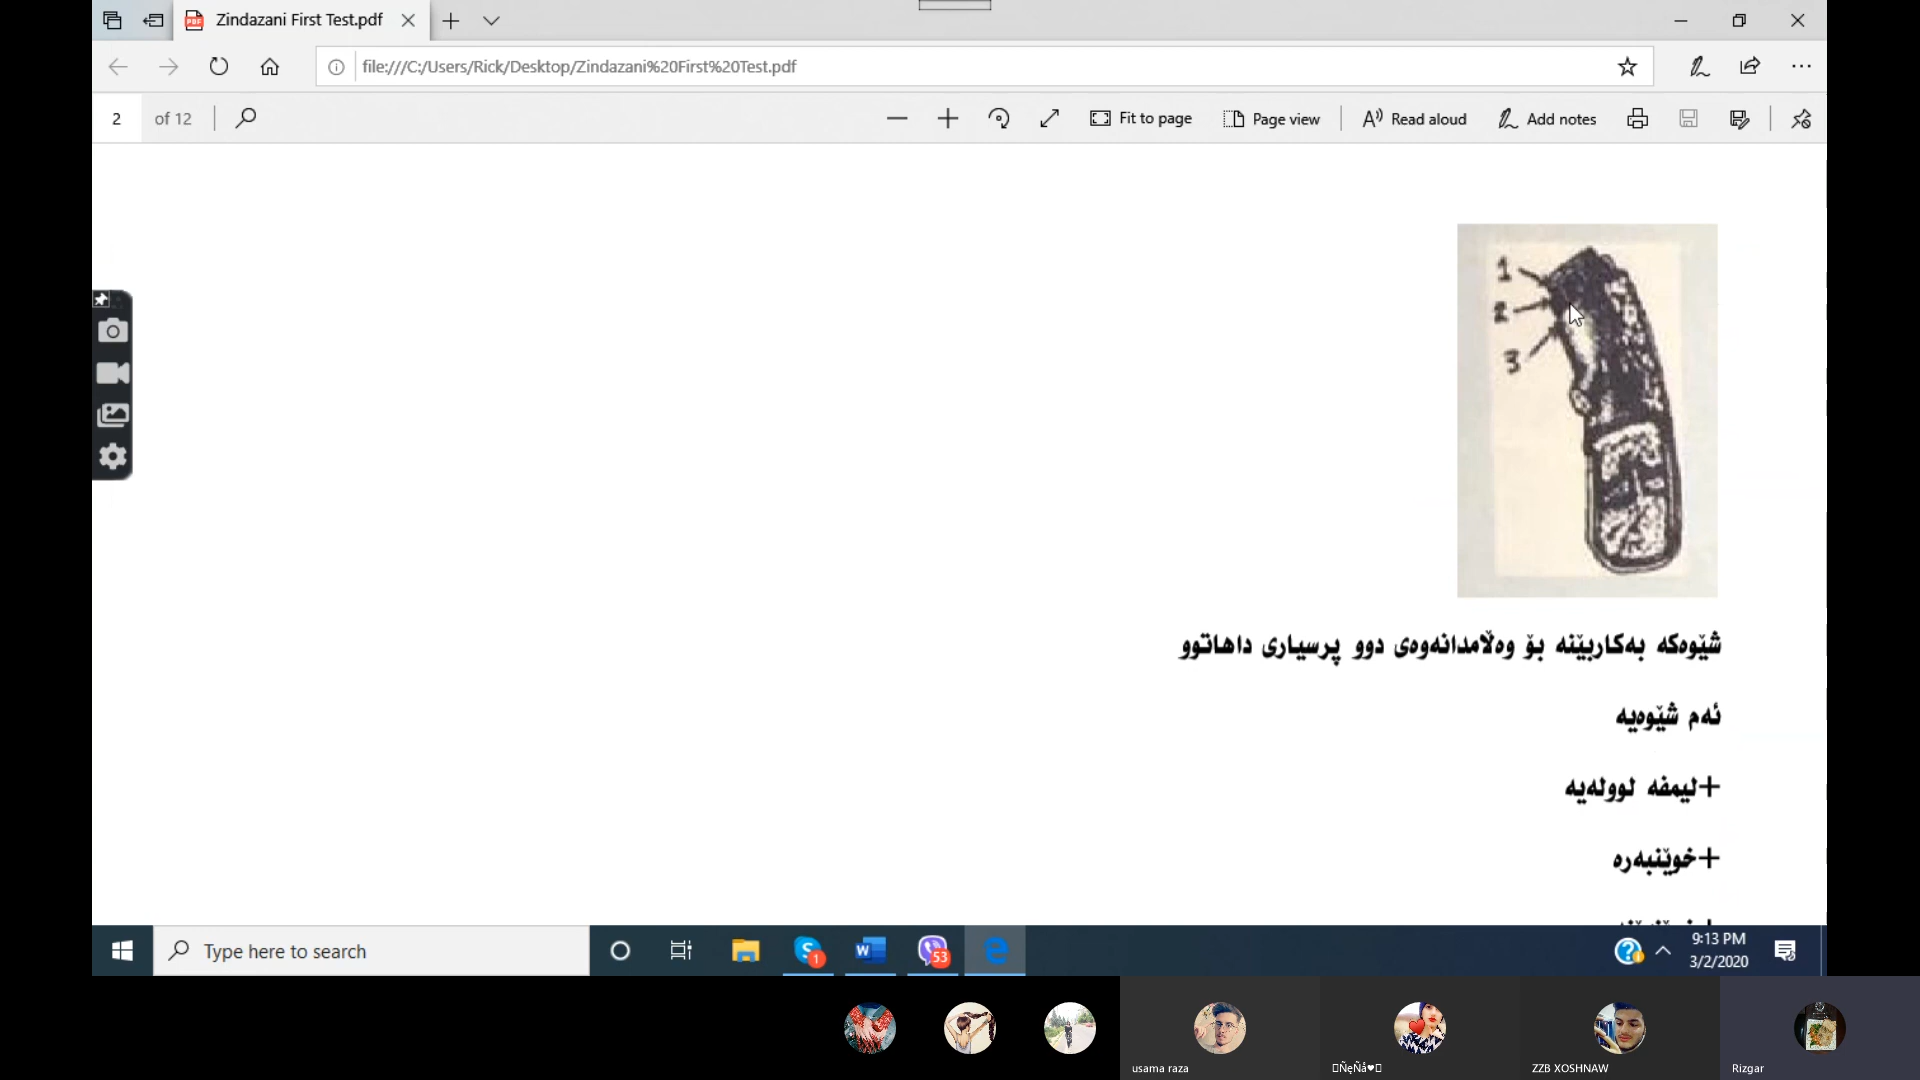 Zindazani First Test.pdf
file:///C:/Users/Rick/Desktop/Zindazani%20First%20Test.pdf
2 of 12
Fit to page
Page view
Read aloud
Add notes
1
2
3
شێوەکە بەکاربێنە بۆ وەڵامدانەوەی دوو پرسیاری داهاتوو
ئەم شێوەیە
+لیمفە لوولەیە
+خوێنبەرە
Type here to search
1
53
9:13 PM
3/2/2020
usama raza
ZZB XOSHNAW
Rizgar